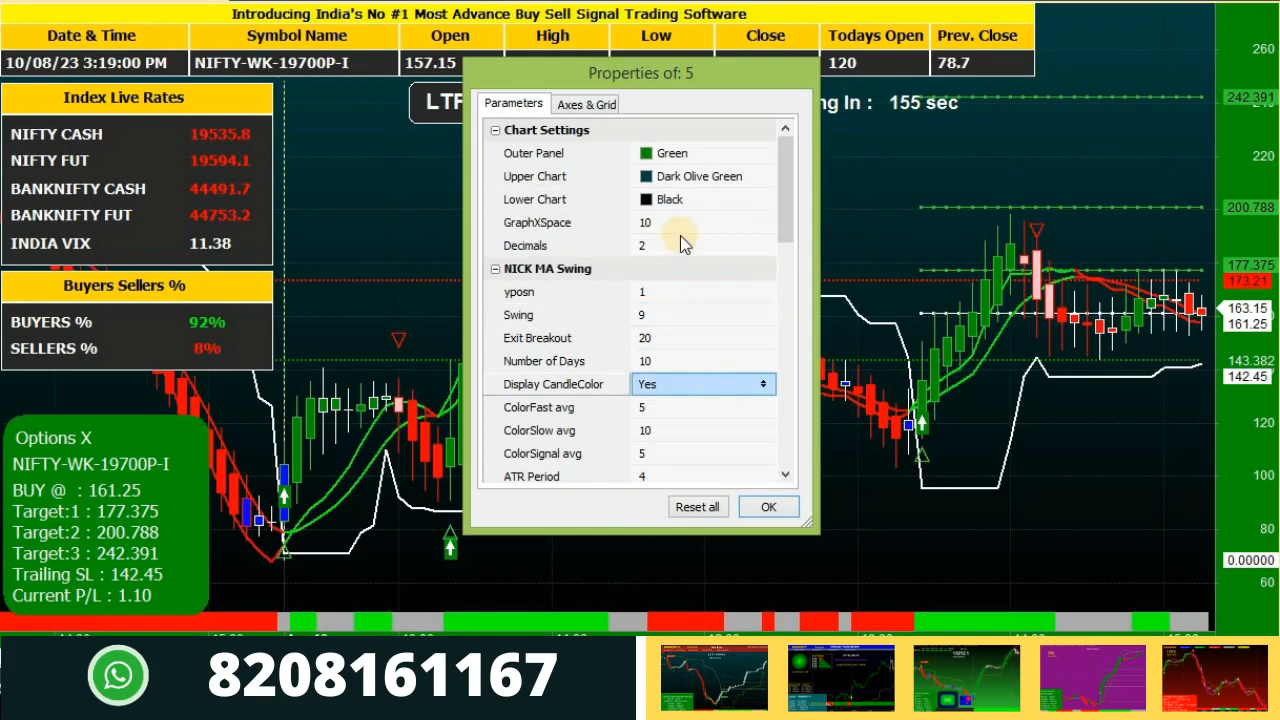 Introducing India's No #1 Most Advance Buy Sell Signal Trading Software
Date & Time Symbol Name Open High Low Close Todays Open Prev. Close
10/08/23 3:19:00 PM NIFTY-WK-19700P-I 157.15 120 78.7
Index Live Rates
NIFTY CASH 19535.8
NIFTY FUT 19594.1
BANKNIFTY CASH 44491.7
BANKNIFTY FUT 44753.2
INDIA VIX 11.38
Buyers Sellers %
BUYERS % 92%
SELLERS % 8%
Options X
NIFTY-WK-19700P-I
BUY @ : 161.25
Target:1 : 177.375
Target:2 : 200.788
Target:3 : 242.391
Trailing SL : 142.45
Current P/L : 1.10
Properties of: 5
Parameters Axes & Grid
Chart Settings
Outer Panel Green
Upper Chart Dark Olive Green
Lower Chart Black
GraphXSpace 10
Decimals 2
NICK MA Swing
yposn 1
Swing 9
Exit Breakout 20
Number of Days 10
Display CandleColor Yes
ColorFast avg 5
ColorSlow avg 10
ColorSignal avg 5
ATR Period 4
Reset all OK
In : 155 sec
260
242.391
220
200.788
177.375
173.21
163.15
161.25
143.382
142.45
120
100
80
0.00000
60
8208161167